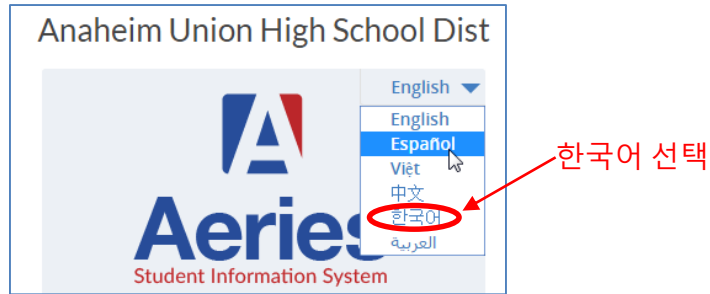 Anaheim Union High School Dist
English
English
Español
Việt
中文
한국어
العربية
한국어 선택
Aeries
Student Information System